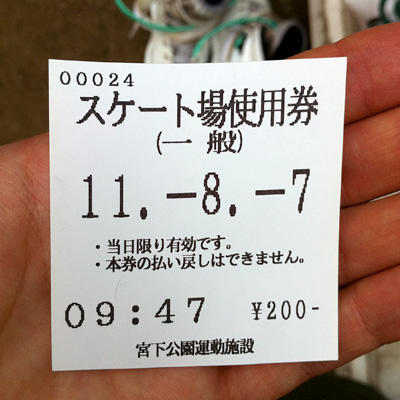 00024
スケート場使用券
(一般)
11.-8.-7
・当日限り有効です。
・本券の払い戻しはできません。
09:47 ¥200-
宮下公園運動施設